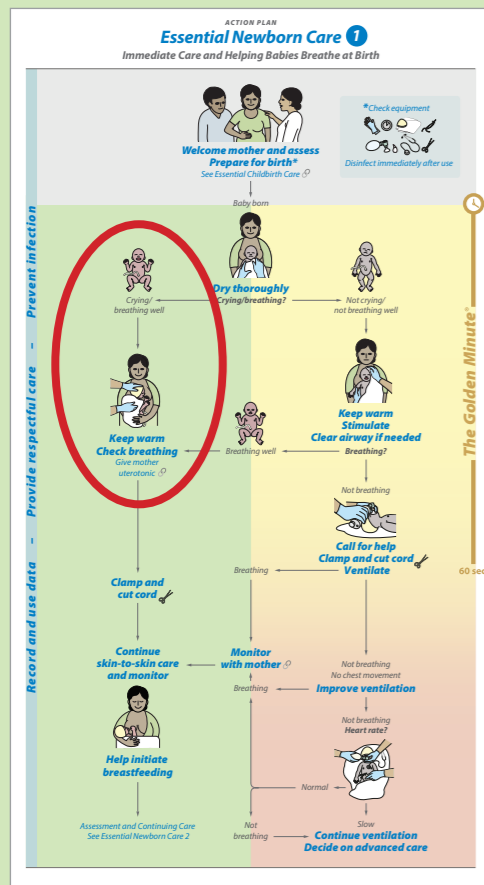 ACTION PLAN
Essential Newborn Care 1
Immediate Care and Helping Babies Breathe at Birth
*Check equipment
Disinfect immediately after use
Welcome mother and assess
Prepare for birth*
See Essential Childbirth Care
Baby born
Dry thoroughly
Crying/breathing?
Crying/
breathing well
Not crying/
not breathing well
Keep warm
Check breathing
Give mother
uterotonic
Keep warm
Stimulate
Clear airway if needed
Breathing well
Breathing?
Not breathing
Call for help
Clamp and cut cord
Ventilate
Breathing
60 sec
Clamp and
cut cord
Continue
skin-to-skin care
and monitor
Monitor
with mother
Not breathing
No chest movement
Breathing
Improve ventilation
Not breathing
Heart rate?
Help initiate
breastfeeding
Normal
Assessment and Continuing Care
See Essential Newborn Care 2
Not
breathing
Slow
Continue ventilation
Decide on advanced care
Record and use data – Provide respectful care – Prevent infection
The Golden Minute®